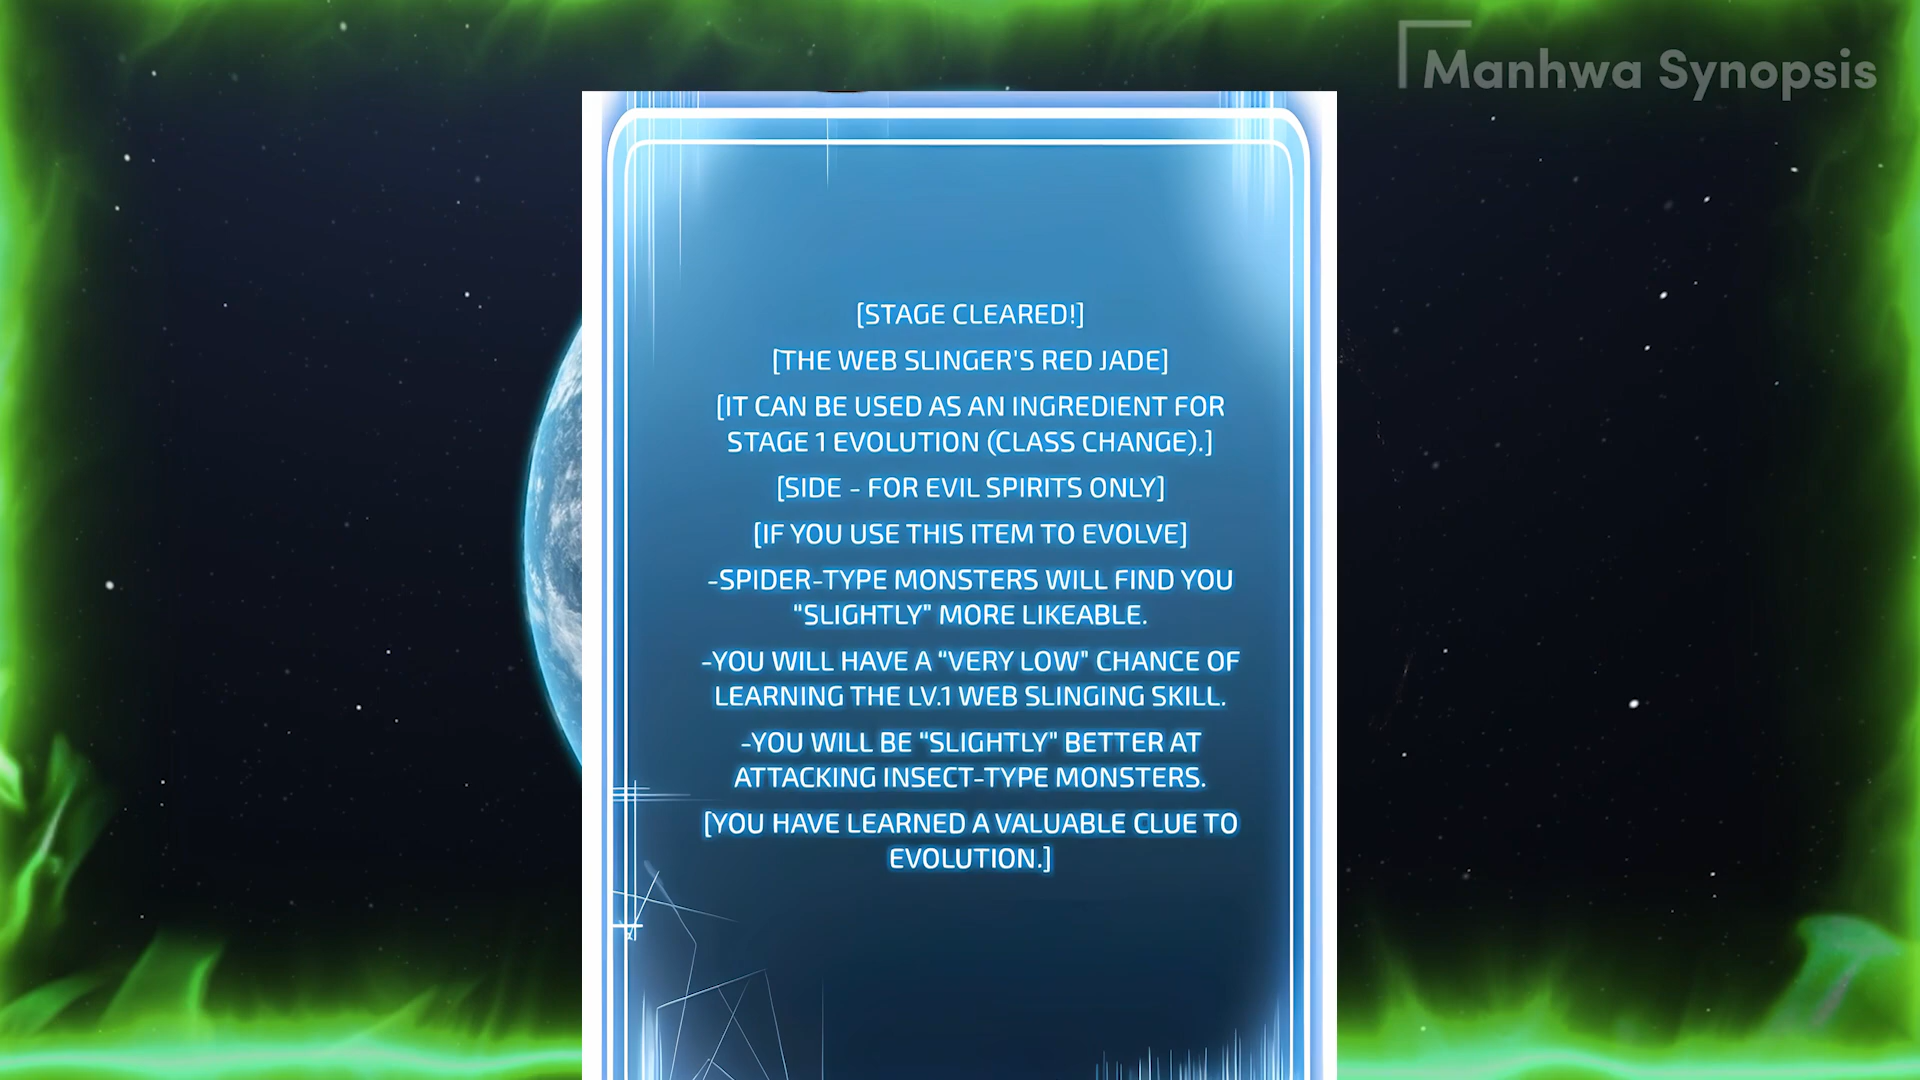 Manhwa Synopsis
[STAGE CLEARED!]
[THE WEB SLINGER'S RED JADE]
[IT CAN BE USED AS AN INGREDIENT FOR
STAGE 1 EVOLUTION (CLASS CHANGE).]
[SIDE - FOR EVIL SPIRITS ONLY]
[IF YOU USE THIS ITEM TO EVOLVE]
-SPIDER-TYPE MONSTERS WILL FIND YOU
“SLIGHTLY” MORE LIKEABLE.
-YOU WILL HAVE A “VERY LOW” CHANCE OF
LEARNING THE LV.1 WEB SLINGING SKILL.
-YOU WILL BE “SLIGHTLY” BETTER AT
ATTACKING INSECT-TYPE MONSTERS.
[YOU HAVE LEARNED A VALUABLE CLUE TO
EVOLUTION.]